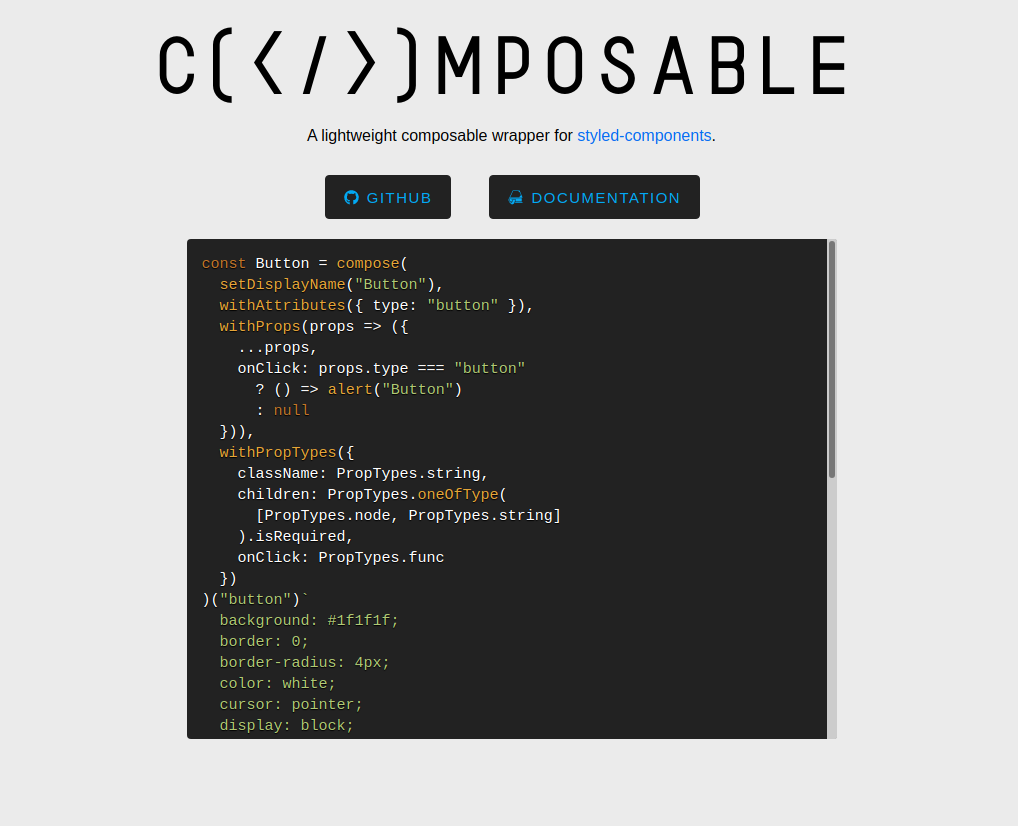 C(</>)MPOSABLE
A lightweight composable wrapper for styled-components.
GITHUB DOCUMENTATION
const Button = compose(
  setDisplayName("Button"),
  withAttributes({ type: "button" }),
  withProps(props => ({
    ...props,
    onClick: props.type === "button"
      ? () => alert("Button")
      : null
  })),
  withPropTypes({
    className: PropTypes.string,
    children: PropTypes.oneOfType(
      [PropTypes.node, PropTypes.string]
    ).isRequired,
    onClick: PropTypes.func
  })
)("button")`
  background: #1f1f1f;
  border: 0;
  border-radius: 4px;
  color: white;
  cursor: pointer;
  display: block;